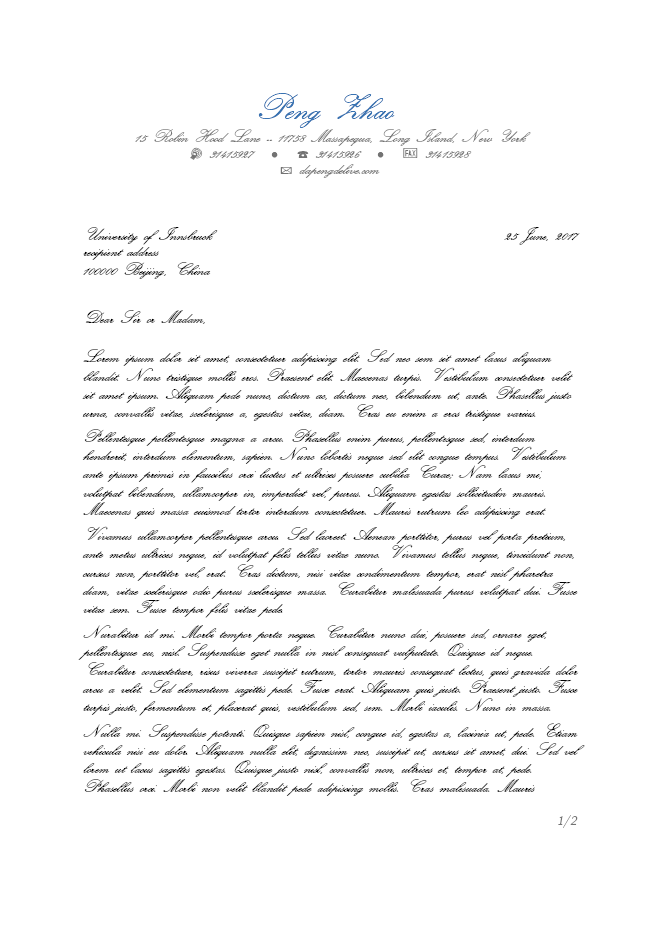 Peng Zhao
15 Robin Hood Lane -- 11758 Massapequa, Long Island, New York
31415927 • ☎ 31415926 • FAX 31415928
✉ dapengdelive.com
University of Innsbruck 25 June, 2017
recipient address
100000 Beijing, China
Dear Sir or Madam,
Lorem ipsum dolor sit amet, consectetuer adipiscing elit. Sed nec sem sit amet lacus aliquam
blandit. Nunc tristique mollis eros. Praesent elit. Maecenas turpis. Vestibulum consectetuer velit
sit amet ipsum. Aliquam pede nunc, dictum ac, dictum nec, bibendum ut, ante. Phasellus justo
urna, convallis vitae, scelerisque a, egestas vitae, diam. Cras eu enim a eros tristique varius.
Pellentesque pellentesque magna a arcu. Phasellus enim purus, pellentesque sed, interdum
hendrerit, interdum elementum, sapien. Nunc lobortis neque sed elit congue tempus. Vestibulum
ante ipsum primis in faucibus orci luctus et ultrices posuere cubilia Curae; Nam lacus mi,
volutpat bibendum, ullamcorper in, imperdiet vel, purus. Aliquam egestas sollicitudin mauris.
Maecenas quis massa euismod tortor interdum consectetuer. Mauris rutrum leo adipiscing erat.
Vivamus ullamcorper pellentesque arcu. Sed laoreet. Aenean porttitor, purus vel porta pretium,
ante metus ultrices neque, id volutpat felis tellus vitae nunc. Vivamus tellus neque, tincidunt non,
cursus non, porttitor vel, erat. Cras dictum, nisi vitae condimentum tempor, erat nisl pharetra
diam, vitae scelerisque odio purus scelerisque massa. Curabitur malesuada purus volutpat dui. Fusce
vitae sem. Fusce tempor felis vitae pede.
Nurabitur id mi. Morbi tempor porta neque. Curabitur nunc dui, posuere sed, ornare eget,
pellentesque eu, nisl. Suspendisse eget nulla in nisl consequat vulputate. Quisque id neque.
Curabitur consectetuer, risus viverra suscipit rutrum, tortor mauris consequat lectus, quis gravida dolor
arcu a velit. Sed elementum sagittis pede. Fusce erat. Aliquam quis justo. Praesent justo. Fusce
turpis justo, fermentum et, placerat quis, vestibulum sed, sem. Morbi iaculis. Nunc in massa.
Nulla mi. Suspendisse potenti. Quisque sapien nisl, congue id, egestas a, lacinia ut, pede. Etiam
vehicula nisi eu dolor. Aliquam nulla elit, dignissim nec, suscipit ut, cursus sit amet, dui. Sed vel
lorem ut lacus sagittis egestas. Quisque justo nisl, convallis non, ultrices et, tempor at, pede.
Phasellus orci. Morbi non velit blandit pede adipiscing mollis. Cras malesuada. Mauris
1/2